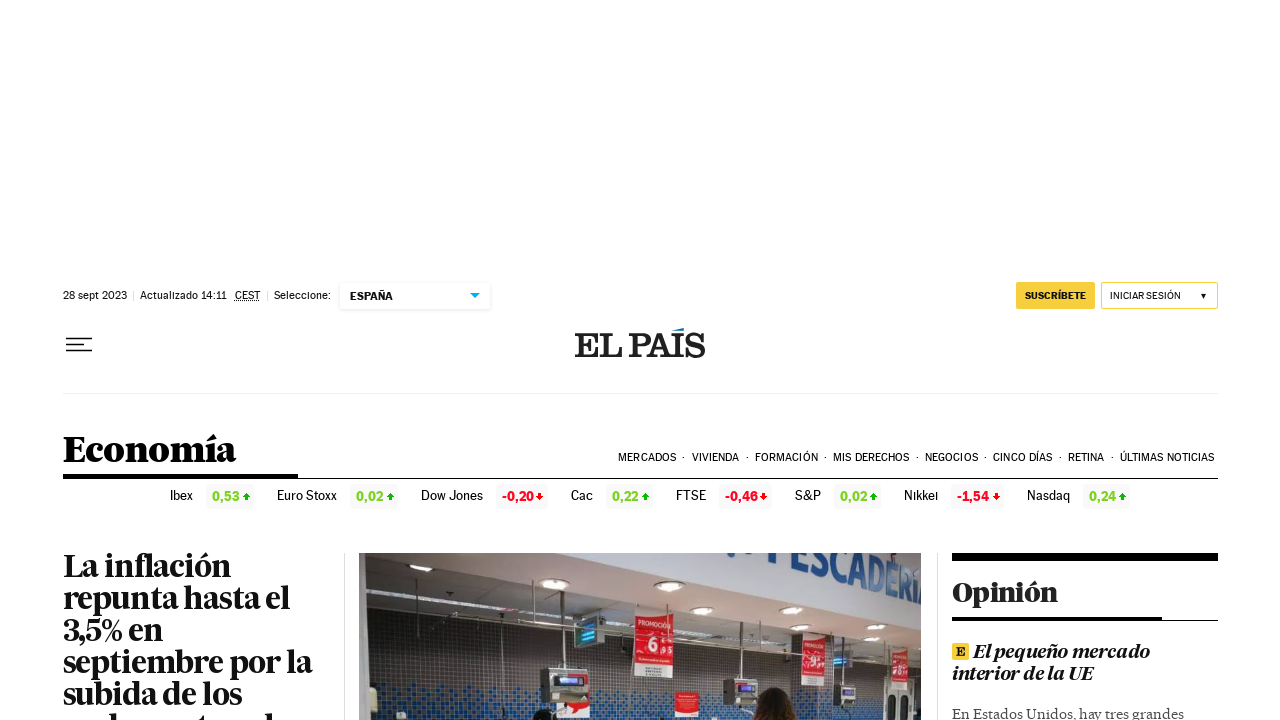 28 sept 2023 Actualizado 14:11 CEST Seleccione: ESPAÑA
SUSCRÍBETE INICIAR SESIÓN ▼
EL PAÍS
Economía
MERCADOS · VIVIENDA · FORMACIÓN · MIS DERECHOS · NEGOCIOS · CINCO DÍAS · RETINA · ÚLTIMAS NOTICIAS
Ibex 0,53 Euro Stoxx 0,02 Dow Jones -0,20 Cac 0,22 FTSE -0,46 S&P 0,02 Nikkei -1,54 Nasdaq 0,24
La inflación
repunta hasta el
3,5% en
septiembre por la
subida de los
PESCADERÍA
PROMOCIÓN
6
Opinión
E El pequeño mercado
interior de la UE
En Estados Unidos, hay tres grandes